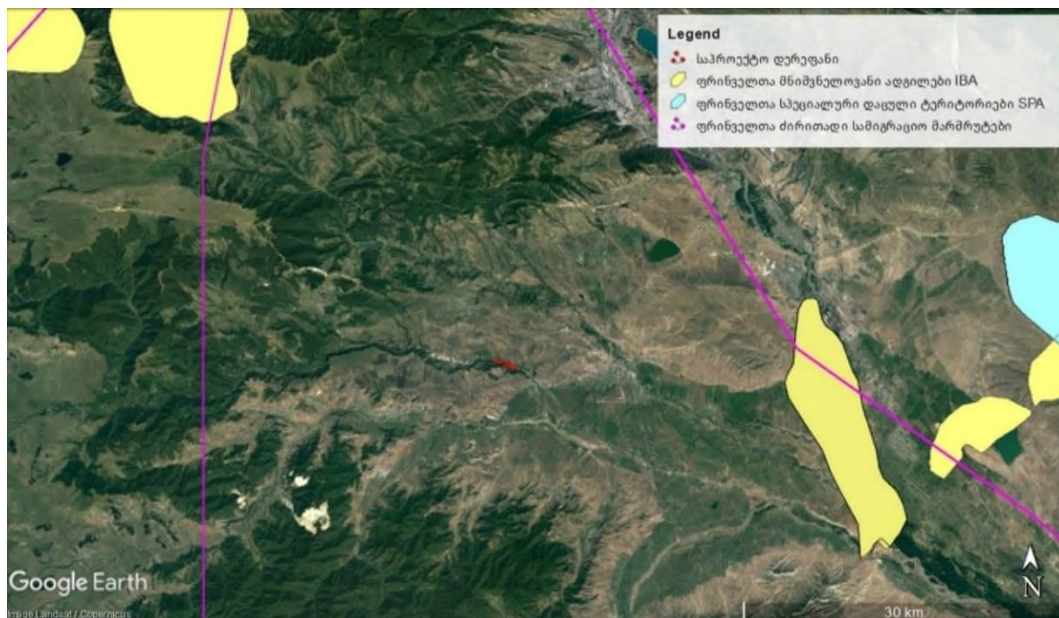 Legend
საპროექტო დერეფანი
ფრინველთა მნიშვნელოვანი ადგილები IBA
ფრინველთა სპეციალური დაცული ტერიტორიები SPA
ფრინველთა ძირითადი სამიგრაციო მარშრუტები
Google Earth
N
Image Landsat / Copernicus
30 km